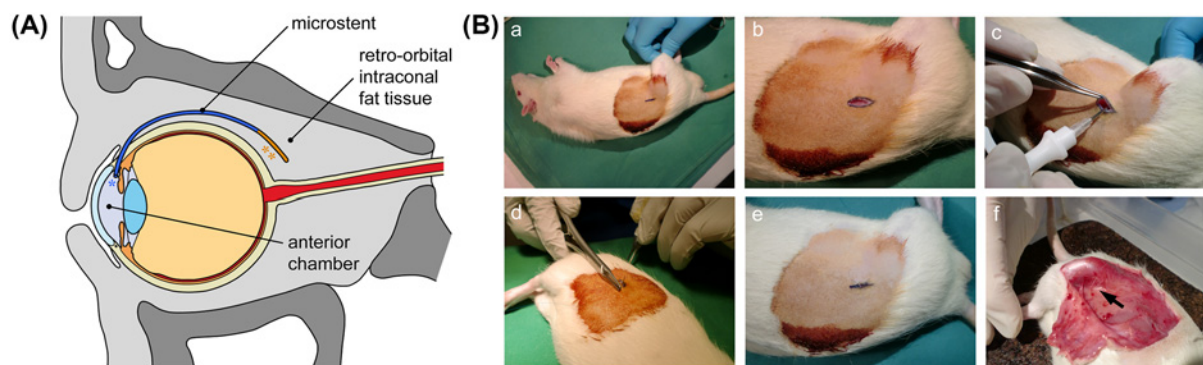 (A)
microstent
retro-orbital
intraconal
fat tissue
*
**
anterior
chamber
(B)
a
b
c
d
e
f